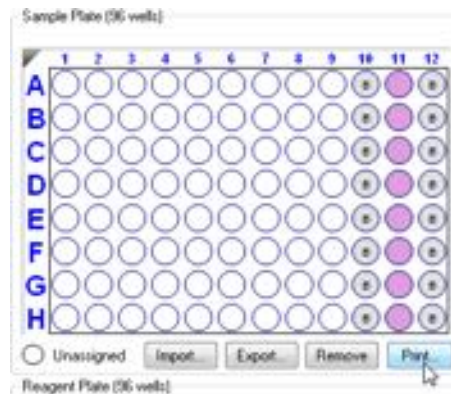 Sample Plate (96 wells)
1 2 3 4 5 6 7 8 9 10 11 12
A
B
C
D
E
F
G
H
Unassigned Import... Export... Remove Print...
Reagent Plate (96 wells)